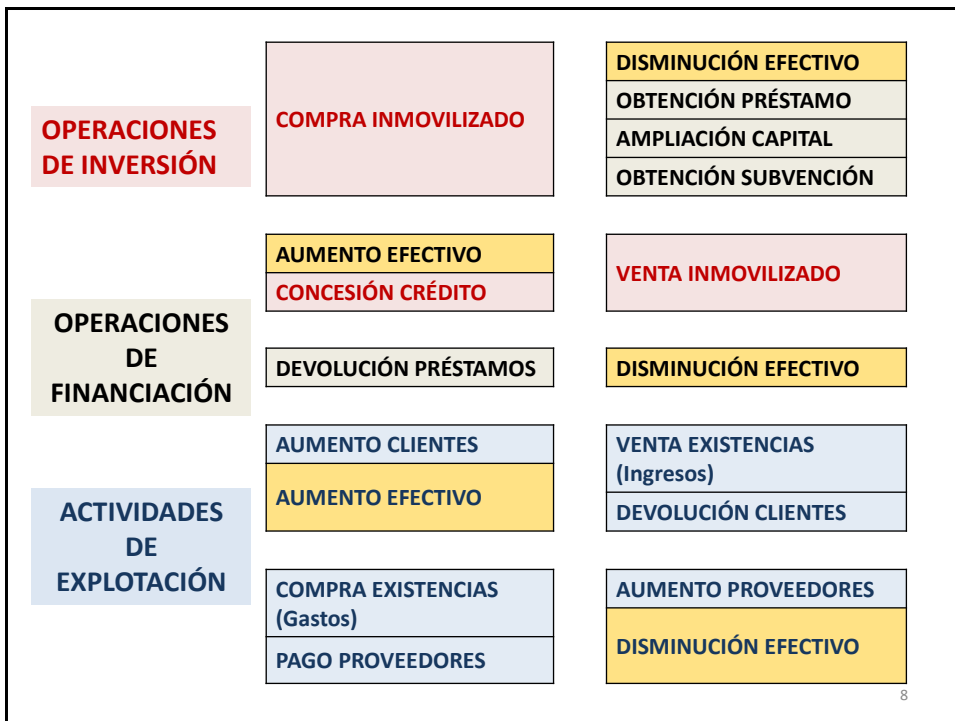 OPERACIONES
DE INVERSIÓN
COMPRA INMOVILIZADO
DISMINUCIÓN EFECTIVO
OBTENCIÓN PRÉSTAMO
AMPLIACIÓN CAPITAL
OBTENCIÓN SUBVENCIÓN
AUMENTO EFECTIVO
CONCESIÓN CRÉDITO
VENTA INMOVILIZADO
OPERACIONES
DE
FINANCIACIÓN
DEVOLUCIÓN PRÉSTAMOS
DISMINUCIÓN EFECTIVO
AUMENTO CLIENTES
AUMENTO EFECTIVO
VENTA EXISTENCIAS
(Ingresos)
DEVOLUCIÓN CLIENTES
ACTIVIDADES
DE
EXPLOTACIÓN
COMPRA EXISTENCIAS
(Gastos)
PAGO PROVEEDORES
AUMENTO PROVEEDORES
DISMINUCIÓN EFECTIVO
8